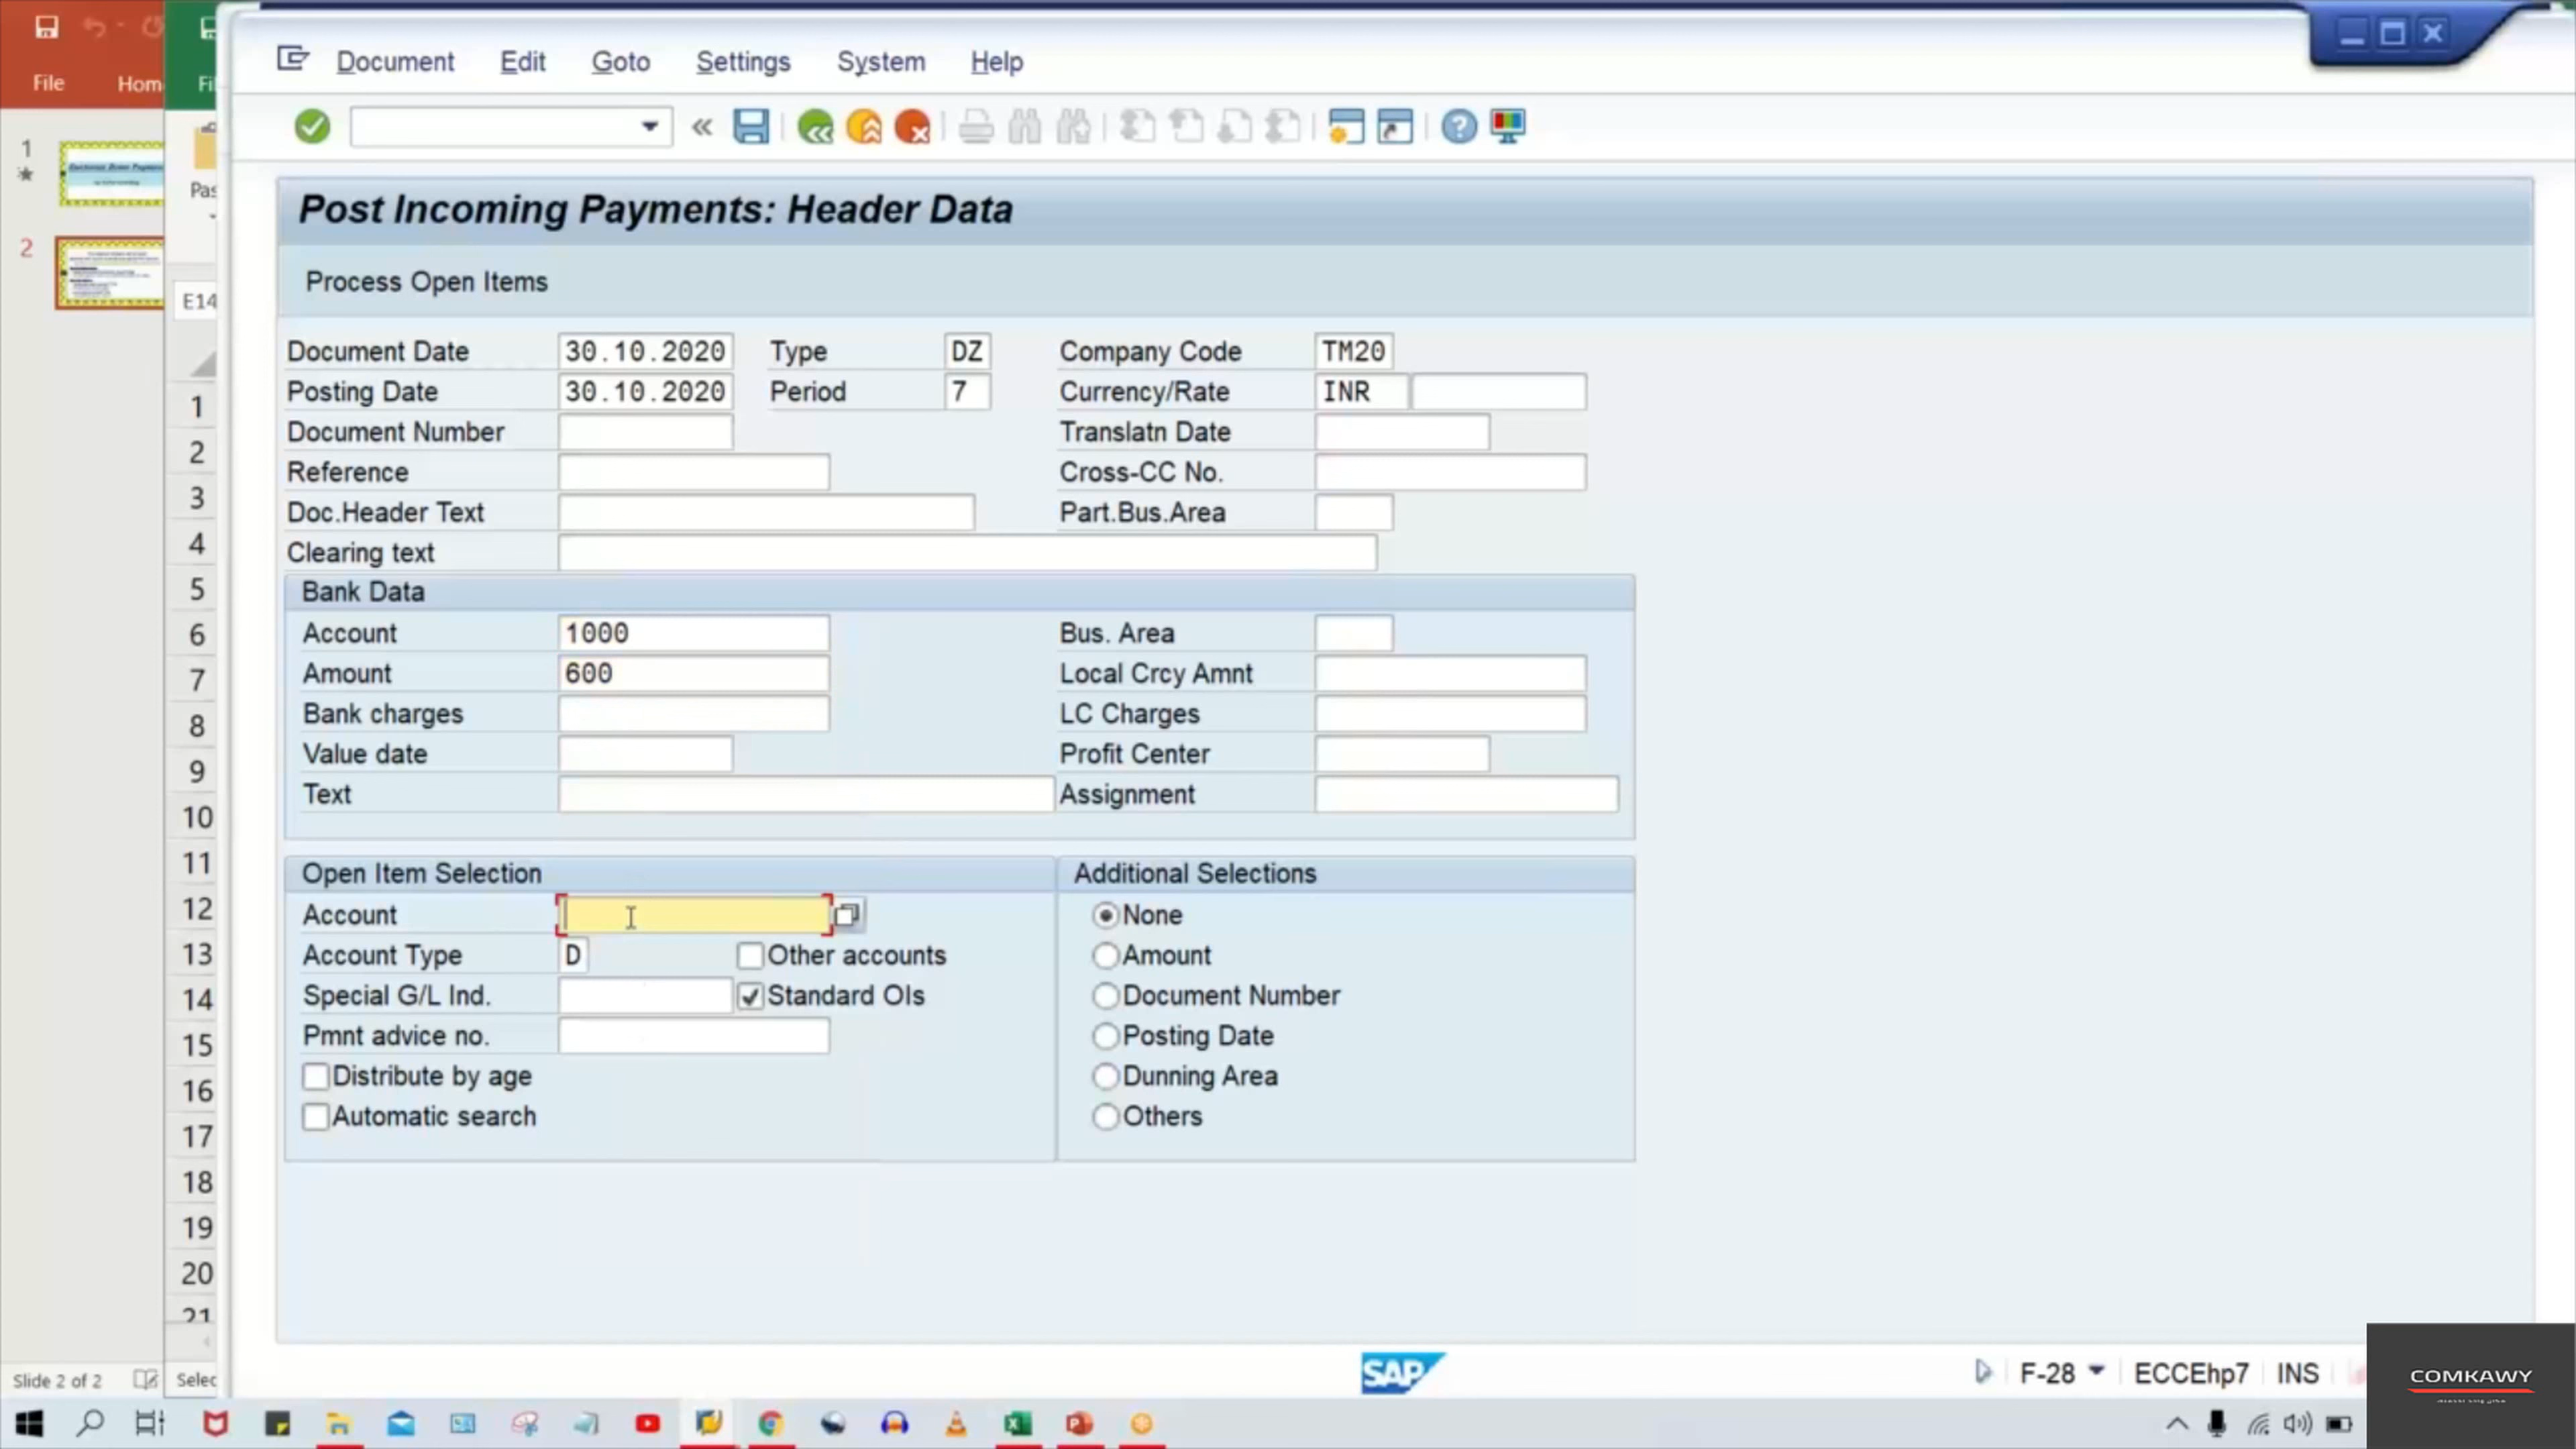 File Hom Fi
Document Edit Goto Settings System Help
1
Pas
2
E14
Post Incoming Payments: Header Data
Process Open Items
Document Date 30.10.2020 Type DZ Company Code TM20
Posting Date 30.10.2020 Period 7 Currency/Rate INR
Document Number Translatn Date
Reference Cross-CC No.
Doc.Header Text Part.Bus.Area
Clearing text
Bank Data
Account 1000 Bus. Area
Amount 600 Local Crcy Amnt
Bank charges LC Charges
Value date Profit Center
Text Assignment
Open Item Selection Additional Selections
Account None
Account Type D Other accounts Amount
Special G/L Ind. Standard OIs Document Number
Pmnt advice no. Posting Date
Distribute by age Dunning Area
Automatic search Others
1
2
3
4
5
6
7
8
9
10
11
12
13
14
15
16
17
18
19
20
21
Slide 2 of 2 Selec
SAP F-28 ECCEhp7 INS
COMKAWY